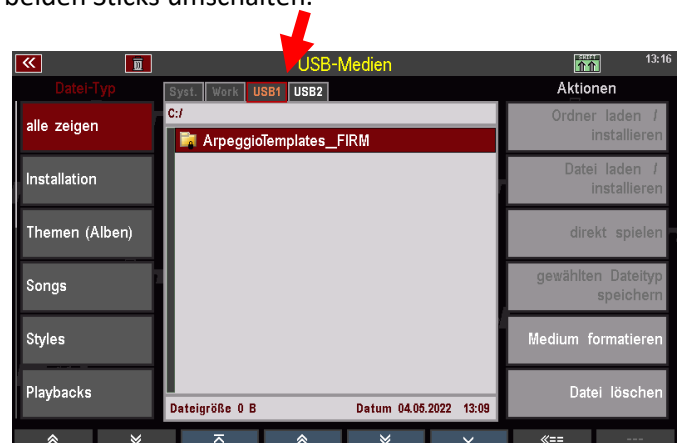 beiden Sticks umschalten.
USB-Medien
13:16
Datei-Typ
Syst. Work USB1 USB2
Aktionen
C:/
alle zeigen
ArpeggioTemplates__FIRM
Ordner laden /
installieren
Installation
Datei laden /
installieren
Themen (Alben)
direkt spielen
Songs
gewählten Dateityp
speichern
Styles
Medium formatieren
Playbacks
Datei löschen
Dateigröße 0 B
Datum 04.05.2022 13:09